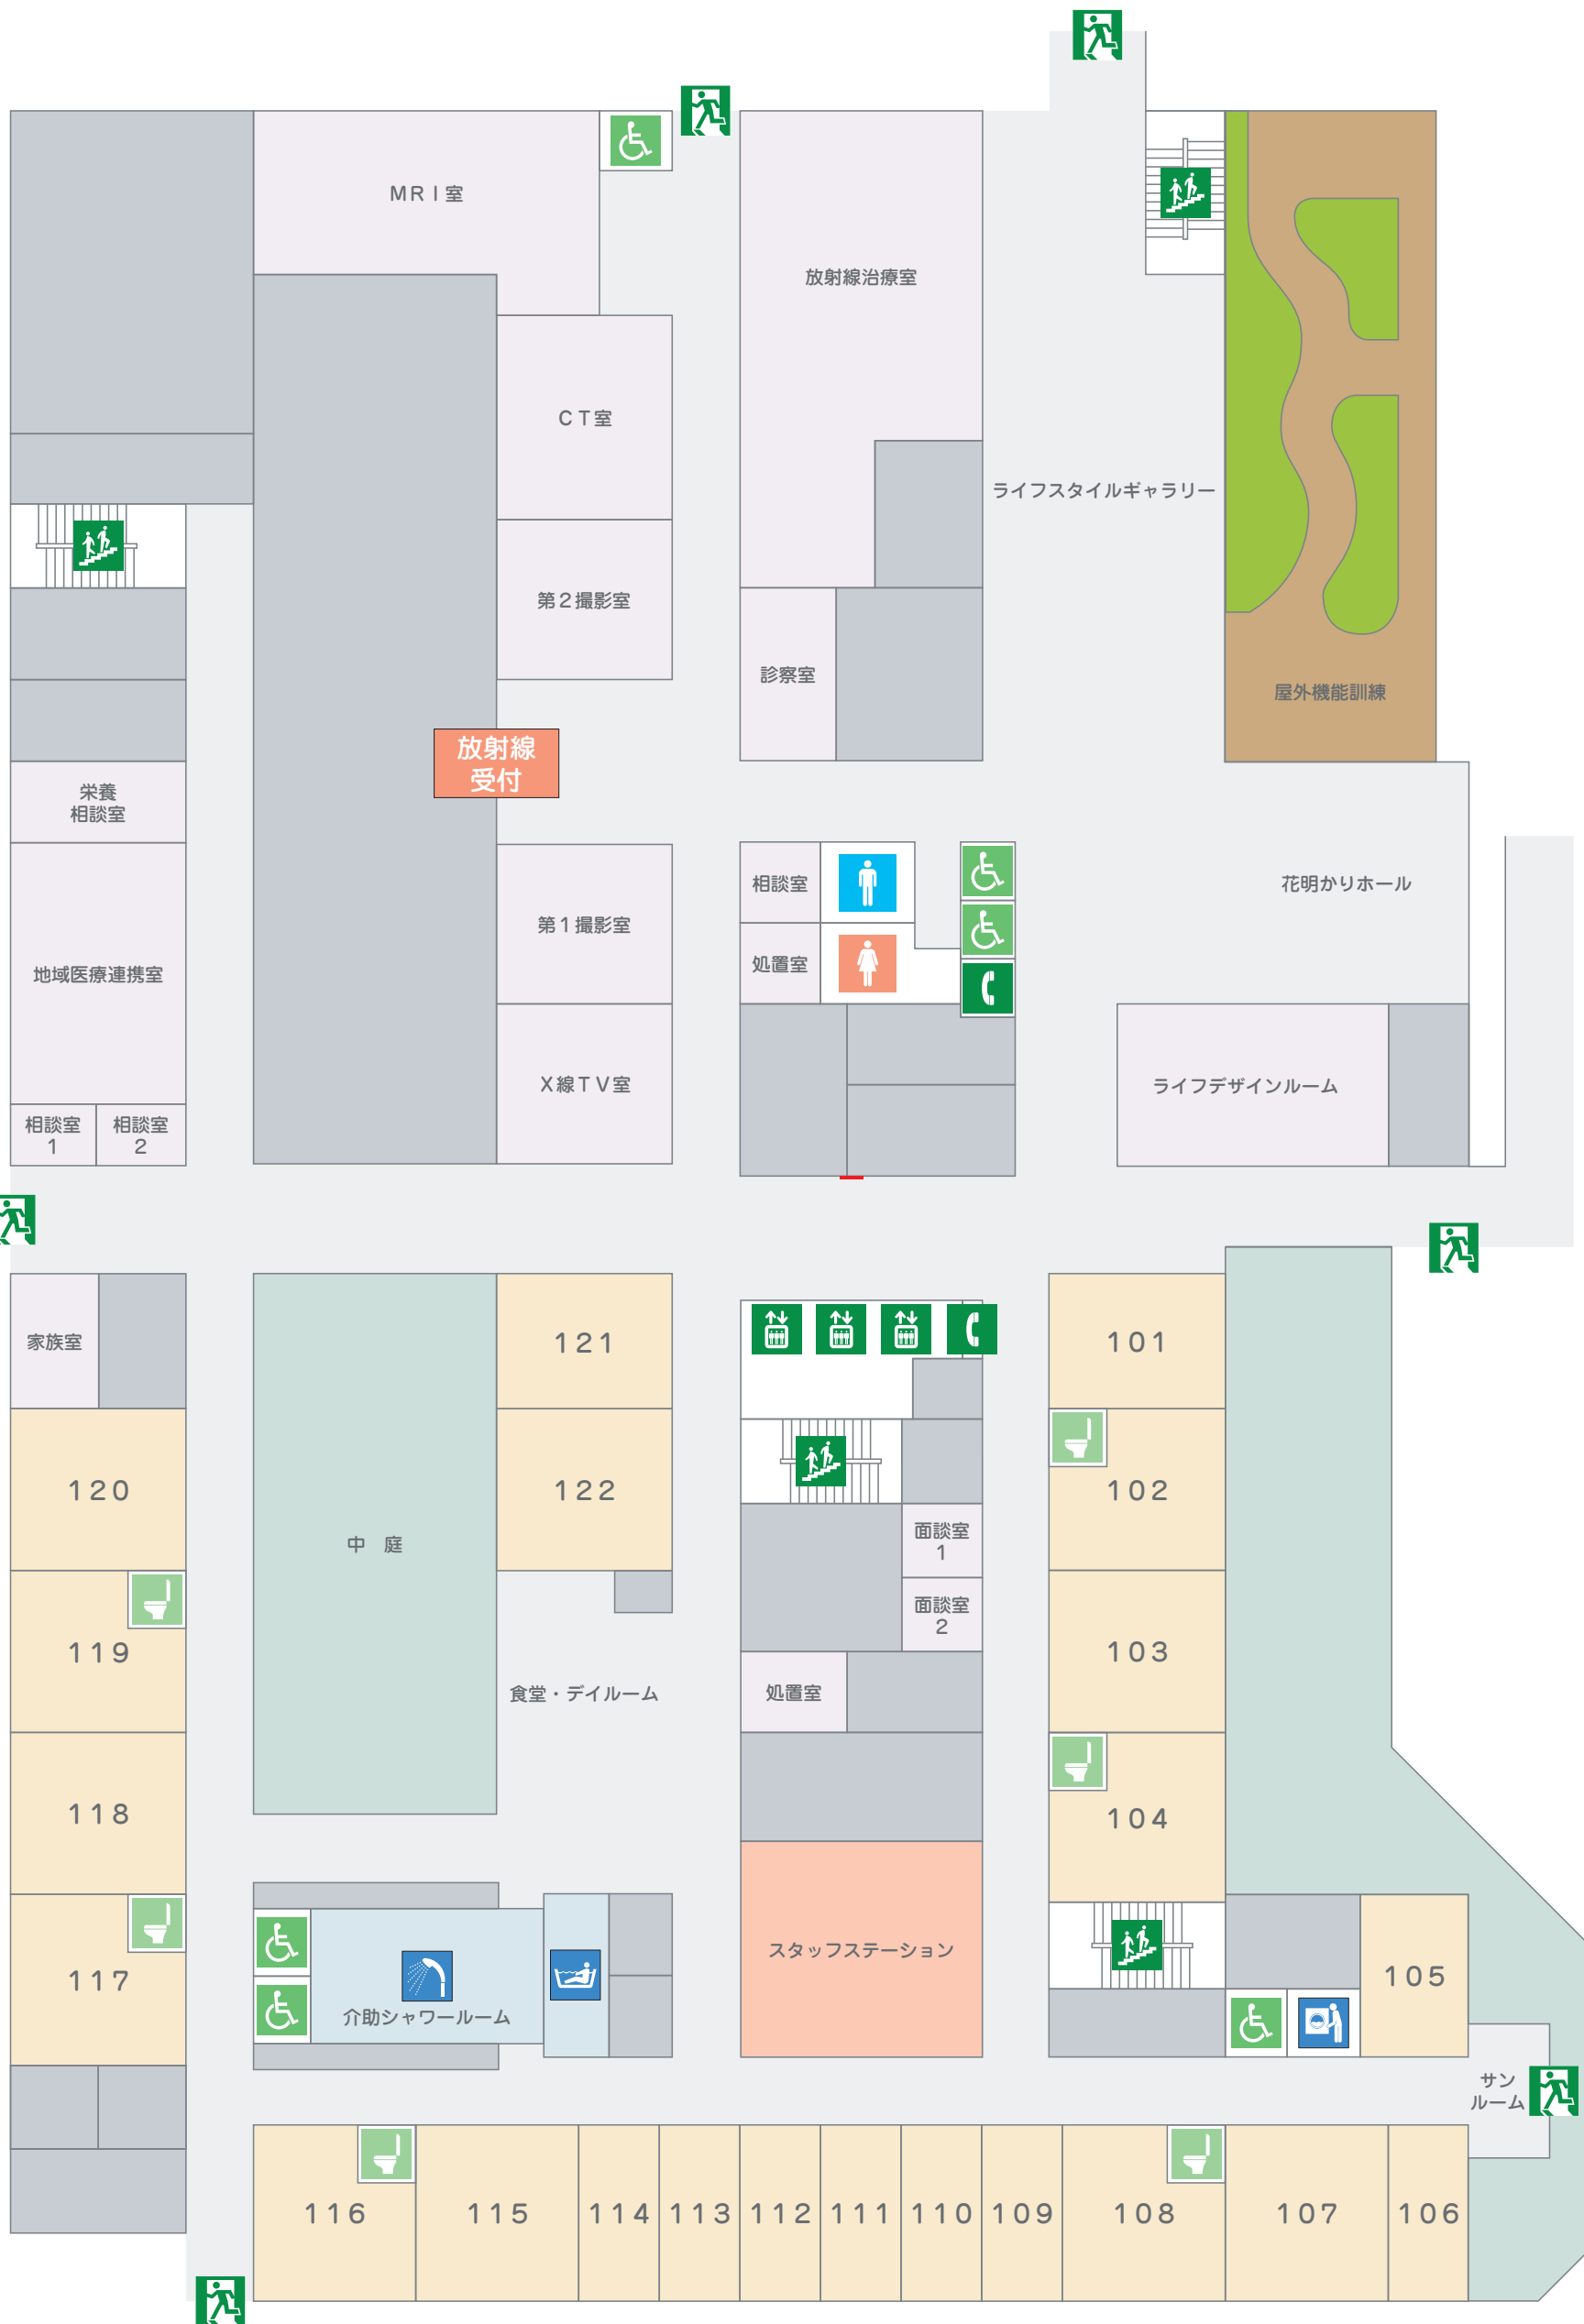 ＭＲＩ室
放射線治療室
ＣＴ室
ライフスタイルギャラリー
第２撮影室
診察室
屋外機能訓練
放射線
受付
栄養
相談室
相談室
花明かりホール
第１撮影室
処置室
地域医療連携室
Ｘ線ＴＶ室
ライフデザインルーム
相談室
1
相談室
2
家族室
121
101
120
122
102
中　庭
面談室
1
面談室
2
119
103
食堂・デイルーム
処置室
118
104
スタッフステーション
117
105
介助シャワールーム
サン
ルーム
116
115
114
113
112
111
110
109
108
107
106